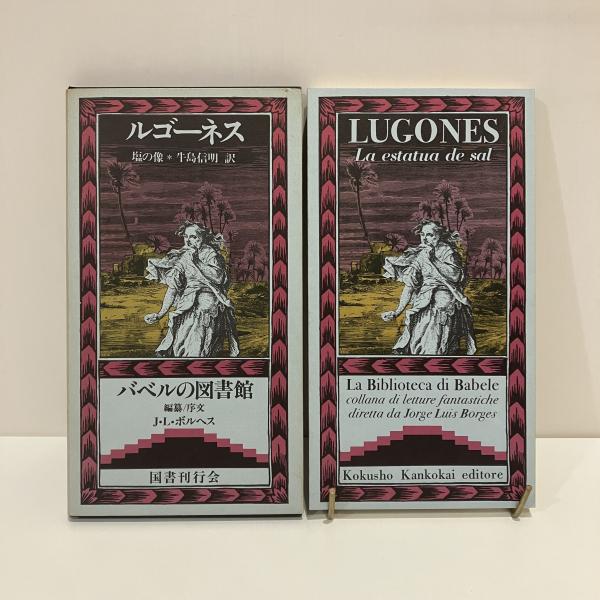 ルゴーネス
塩の像*牛島信明 訳
バベルの図書館
編纂/序文
J・L・ボルヘス
国書刊行会
LUGONES
La estatua de sal
La Biblioteca di Babele
collana di letture fantastiche
diretta da Jorge Luis Borges
Kokusho Kankokai editore